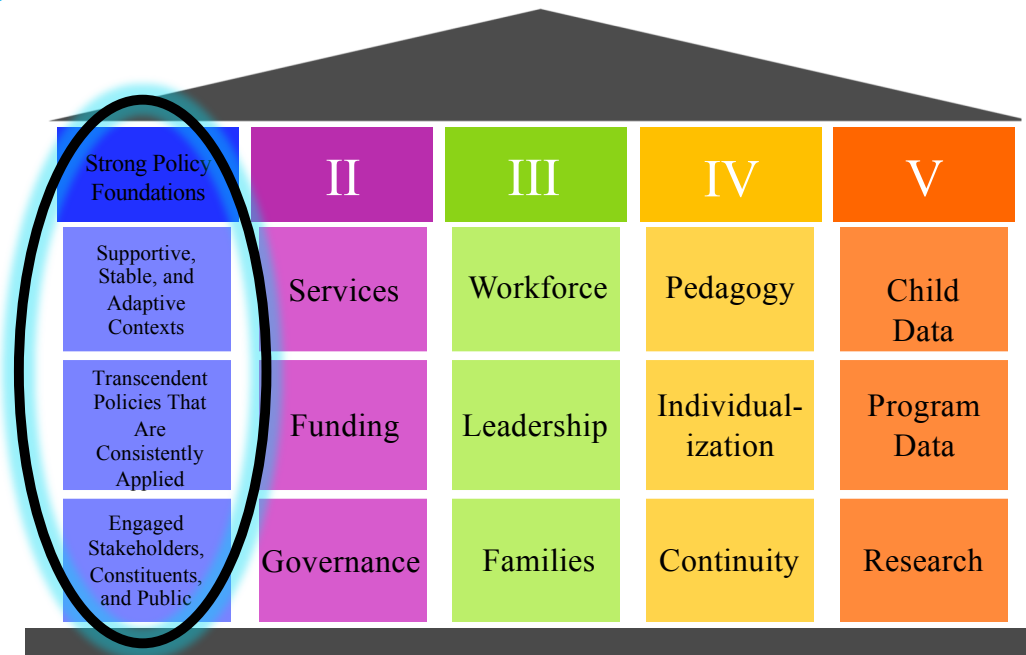 Strong Policy
Foundations
II
III
IV
V
Supportive,
Stable, and
Adaptive
Contexts
Services
Workforce
Pedagogy
Child
Data
Transcendent
Policies That
Are
Consistently
Applied
Funding
Leadership
Individual-
ization
Program
Data
Engaged
Stakeholders,
Constituents,
and Public
Governance
Families
Continuity
Research